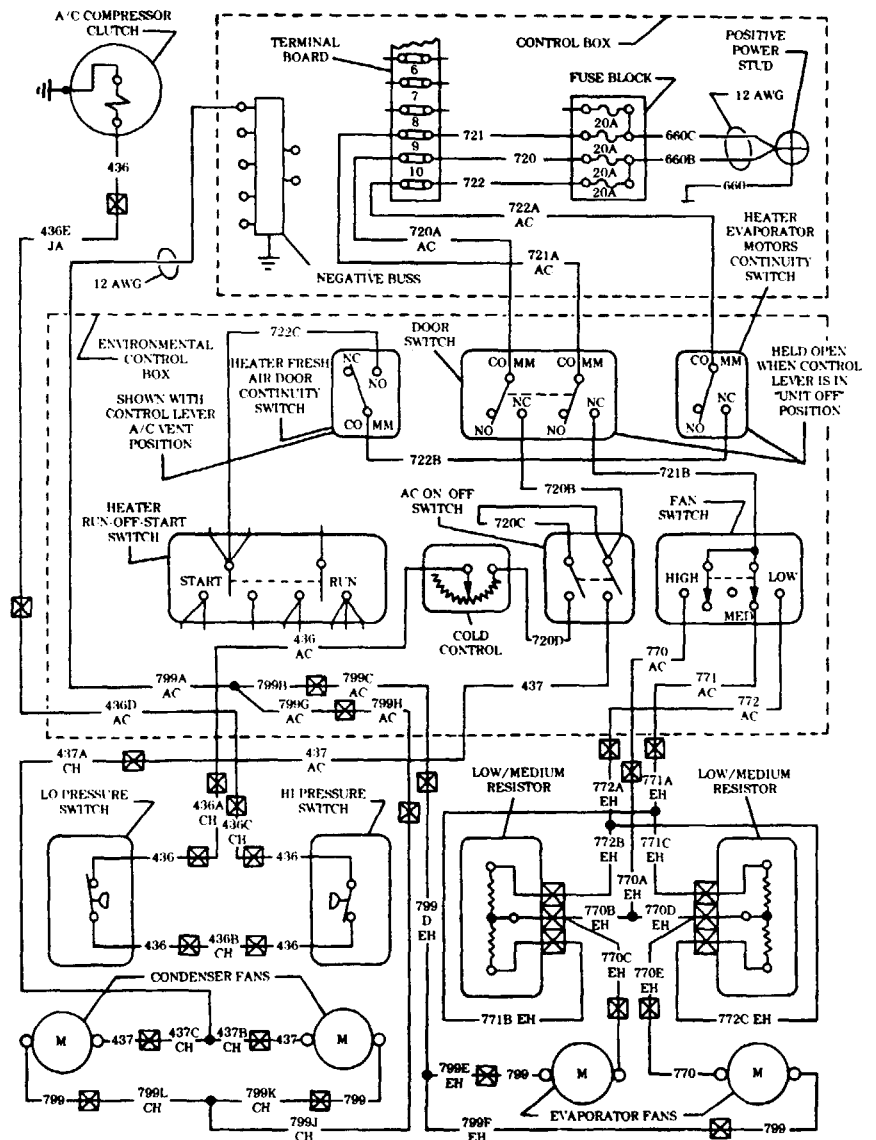 A/C COMPRESSOR
CLUTCH
TERMINAL
BOARD
CONTROL BOX
POSITIVE
POWER
STUD
FUSE BLOCK
12 AWG
6
7
8
9
10
20A
20A
20A
20A
721
720
722
660C
660B
660
436
436E
JA
12 AWG
NEGATIVE BUSS
720A
AC
721A
AC
722A
AC
HEATER
EVAPORATOR
MOTORS
CONTINUITY
SWITCH
ENVIRONMENTAL
CONTROL
BOX
722C
HEATER FRESH
AIR DOOR
CONTINUITY
SWITCH
DOOR
SWITCH
HELD OPEN
WHEN CONTROL
LEVER IS IN
"UNIT OFF"
POSITION
SHOWN WITH
CONTROL LEVER
A/C VENT
POSITION
NC
NO
CO MM
CO MM
CO MM
CO MM
NC
NC
NC
NO
NO
NO
722B
721B
720B
HEATER
RUN-OFF-START
SWITCH
AC ON OFF
SWITCH
720C
FAN
SWITCH
START
RUN
HIGH
LOW
MED
COLD
CONTROL
720D
436
AC
770
AC
771
AC
772
AC
437
799A
AC
799B
799C
AC
799G
AC
799H
AC
436D
AC
437A
CH
437
AC
LO PRESSURE
SWITCH
HI PRESSURE
SWITCH
436A
CH
436C
CH
436
436
436
436B
CH
436
LOW/MEDIUM
RESISTOR
LOW/MEDIUM
RESISTOR
772A
EH
771A
EH
772B
EH
771C
EH
770A
EH
770B
EH
770D
EH
770C
EH
770E
EH
771B EH
772C EH
799
D
EH
CONDENSER FANS
M
437
437C
CH
437B
CH
437
M
799
799L
CH
799K
CH
799
799J
CH
799E
EH
799
M
770
M
EVAPORATOR FANS
799F
EH
799